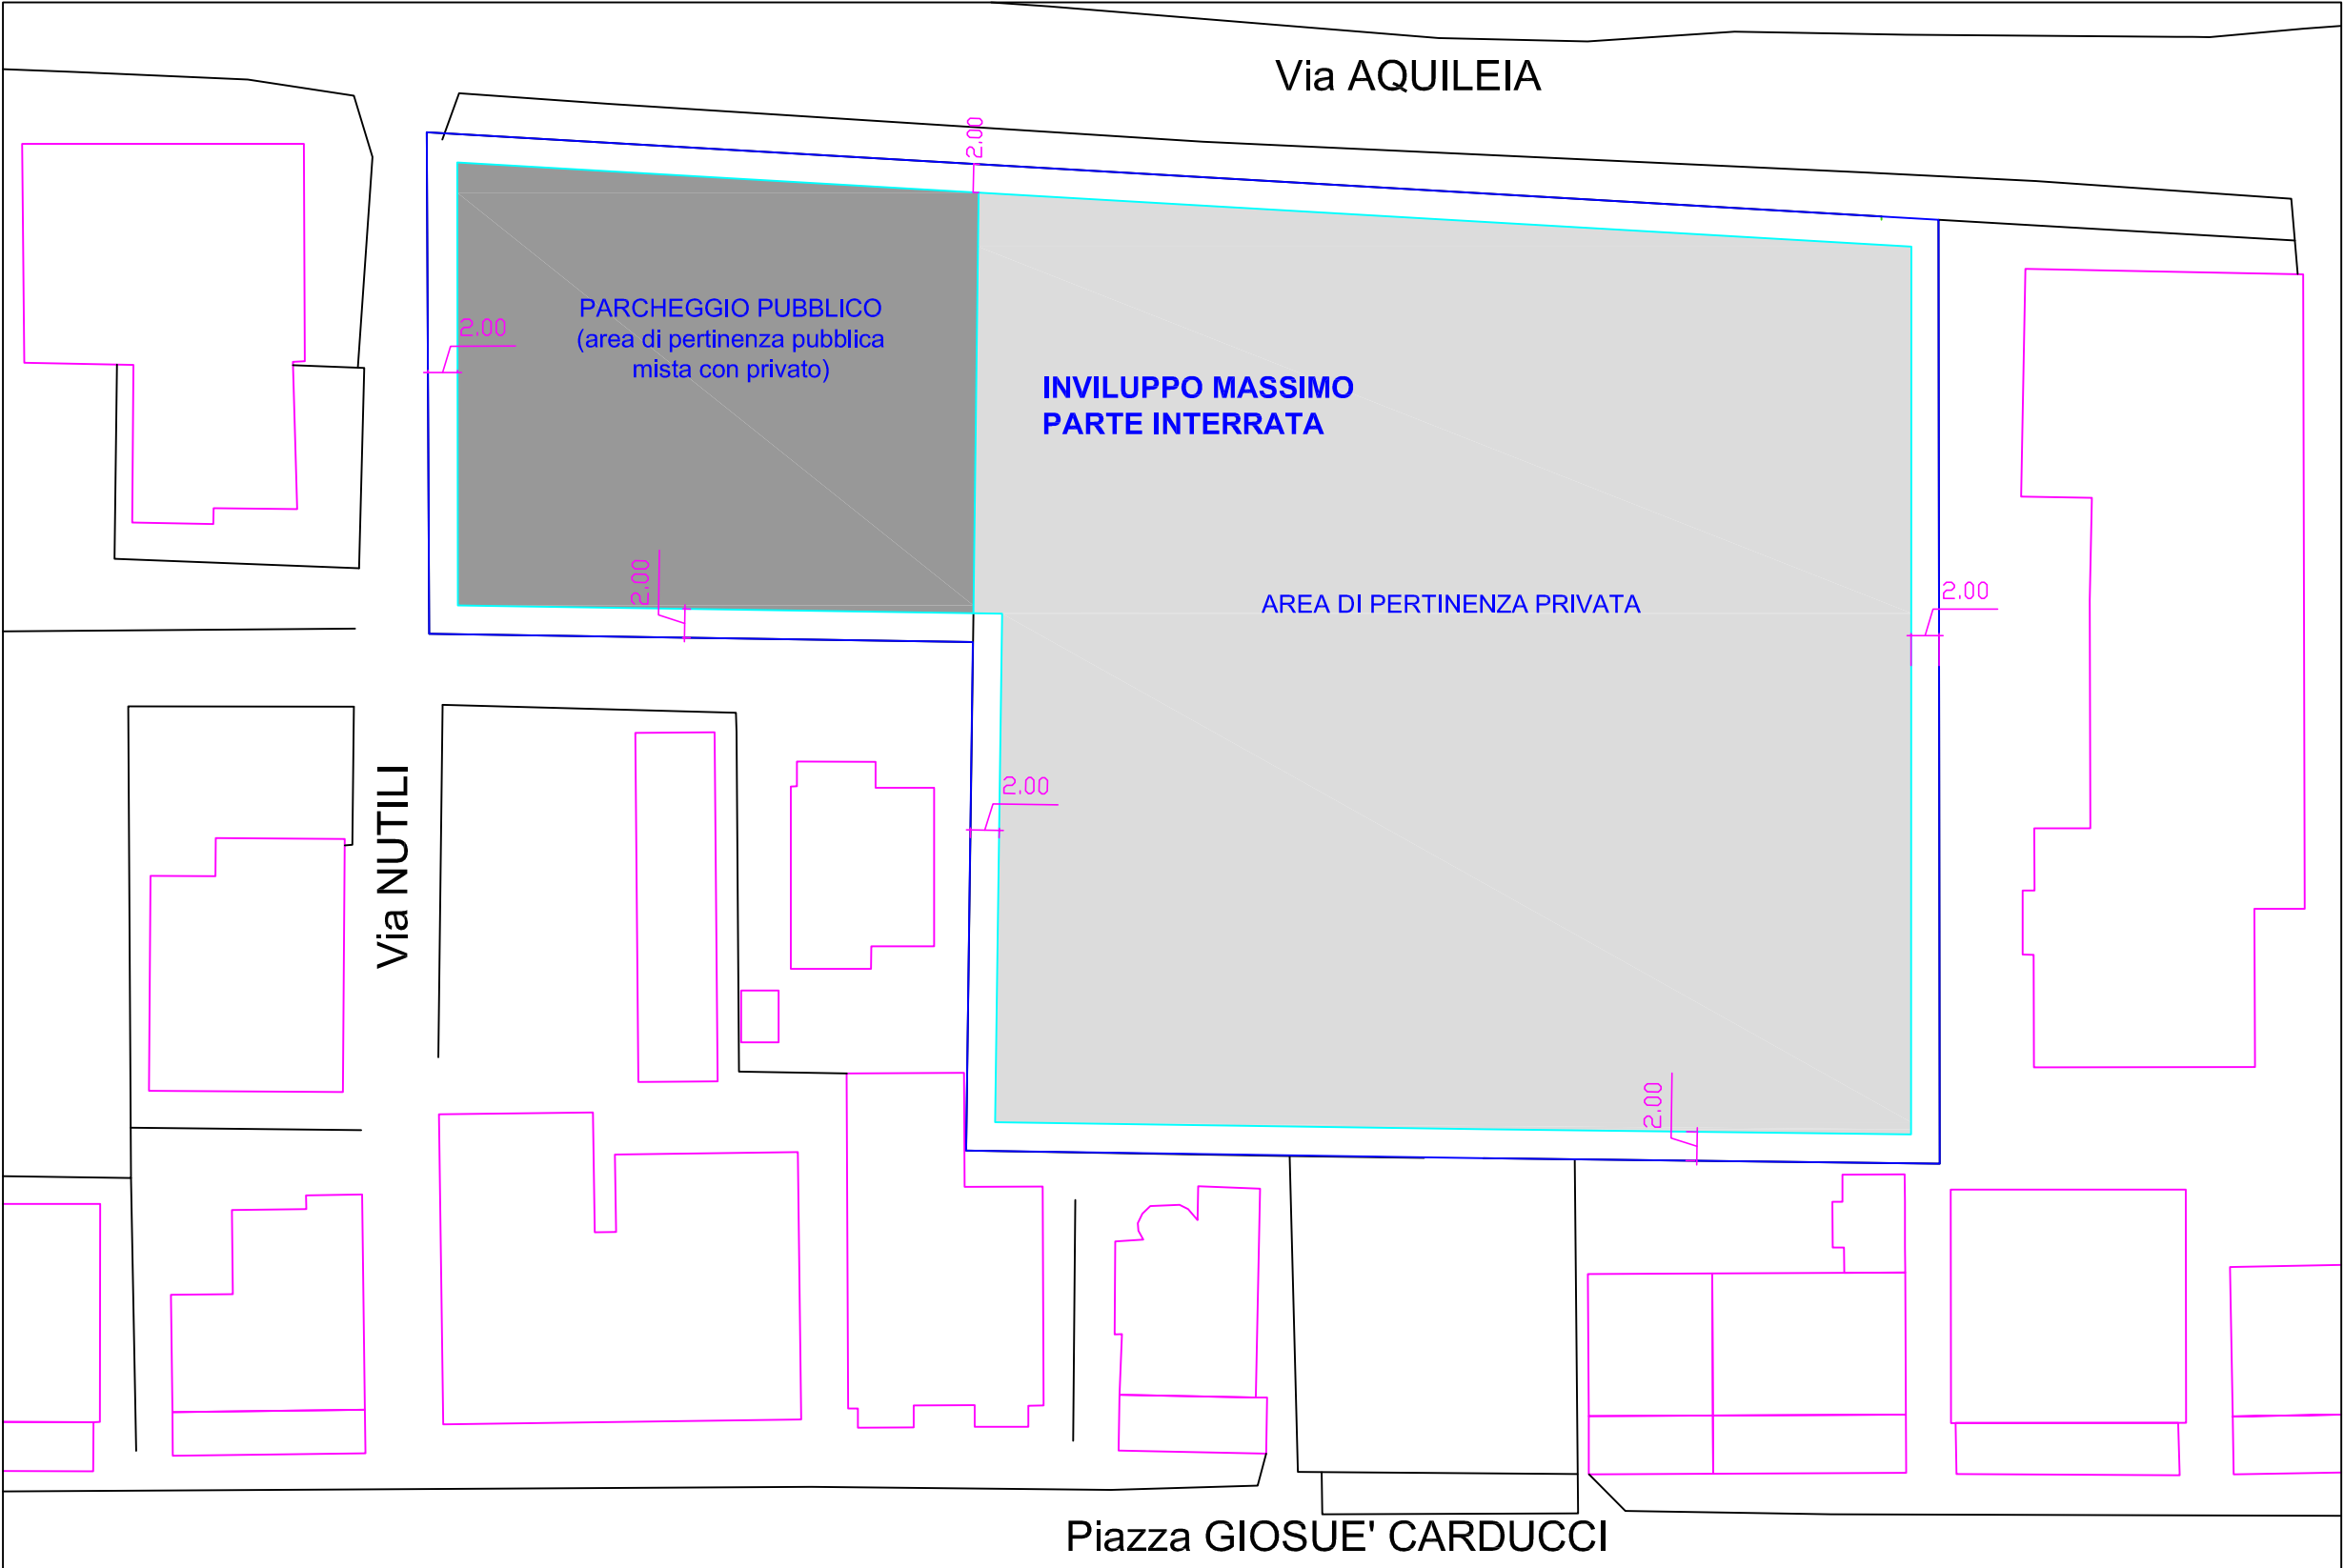 Via AQUILEIA
2.00
PARCHEGGIO PUBBLICO
(area di pertinenza pubblica
mista con privato)
2.00
INVILUPPO MASSIMO
PARTE INTERRATA
2.00
AREA DI PERTINENZA PRIVATA
2.00
2.00
Via NUTILI
2.00
Piazza GIOSUE' CARDUCCI